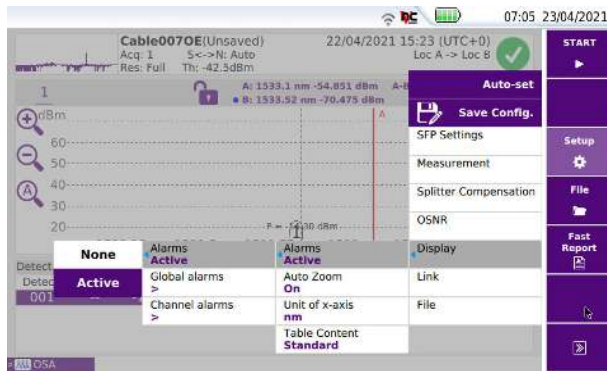 07:05 23/04/2021
Cable007OE(Unsaved)
22/04/2021 15:23 (UTC+0)
Acq: 1 S<->N: Auto
Loc A -> Loc B
Res: Full Th: -42.5dBm
START
1
A: 1533.1 nm -54.851 dBm A-B
B: 1533.52 nm -70.475 dBm
Auto-set
Save Config.
dBm
A
60
50
40
30
20
1
SFP Settings
Measurement
Splitter Compensation
OSNR
Display
Link
File
Setup
File
Fast
Report
None
Active
Alarms
Active
Global alarms
>
Channel alarms
>
Alarms
Active
Auto Zoom
On
Unit of x-axis
nm
Table Content
Standard
Detect
Detec
001
OSA